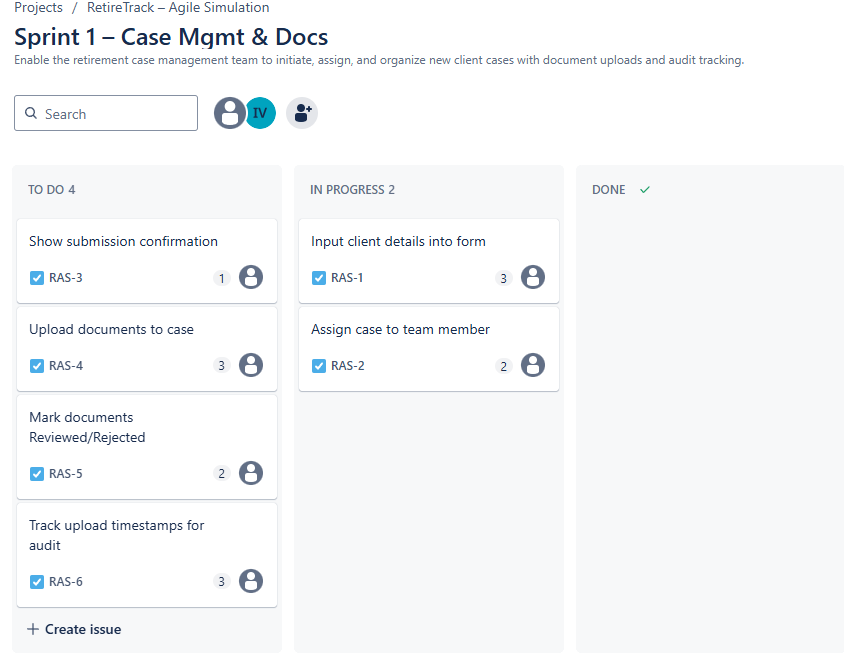 Projects / RetireTrack – Agile Simulation
Sprint 1 – Case Mgmt & Docs
Enable the retirement case management team to initiate, assign, and organize new client cases with document uploads and audit tracking.
Search
IV
TO DO 4
Show submission confirmation
RAS-3 1
Upload documents to case
RAS-4 3
Mark documents
Reviewed/Rejected
RAS-5 2
Track upload timestamps for
audit
RAS-6 3
+ Create issue
IN PROGRESS 2
Input client details into form
RAS-1 3
Assign case to team member
RAS-2 2
DONE